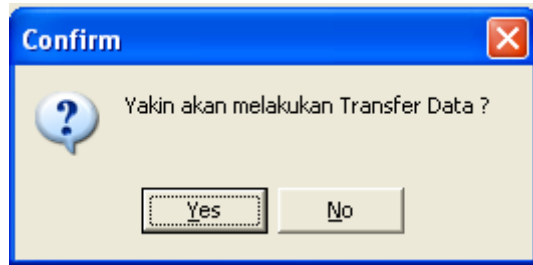 Confirm
Yakin akan melakukan Transfer Data ?
Yes
No